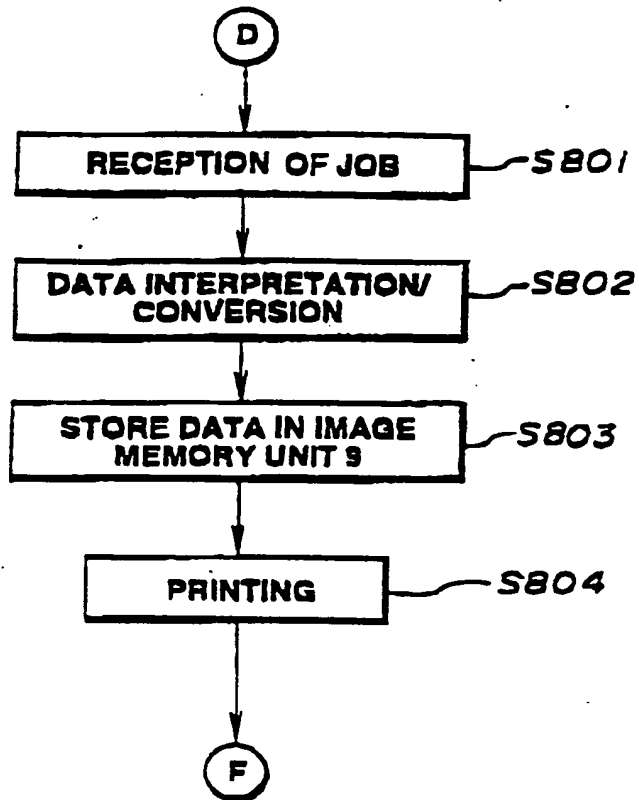 D
RECEPTION OF JOB
S801
DATA INTERPRETATION/
CONVERSION
S802
STORE DATA IN IMAGE
MEMORY UNIT 9
S803
PRINTING
S804
F